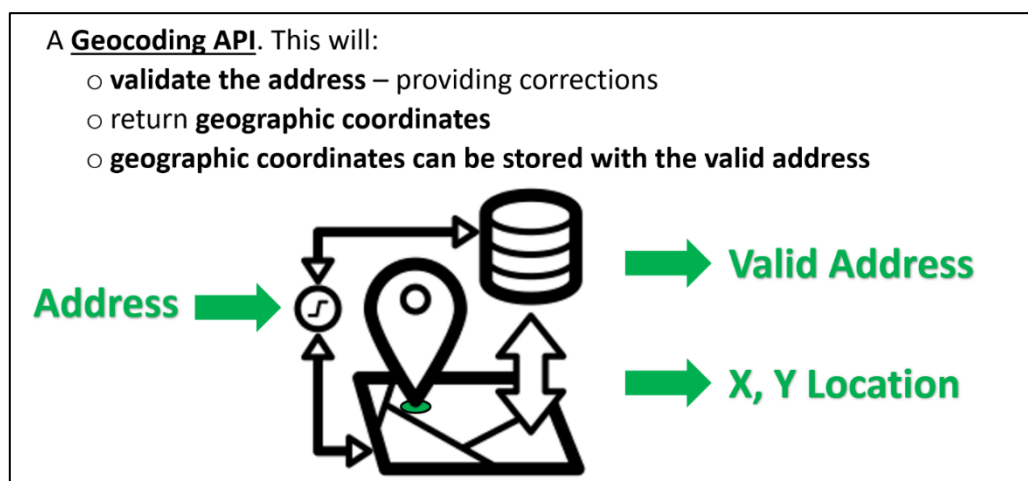 A Geocoding API. This will:
o validate the address – providing corrections
o return geographic coordinates
o geographic coordinates can be stored with the valid address
Address
Valid Address
X, Y Location